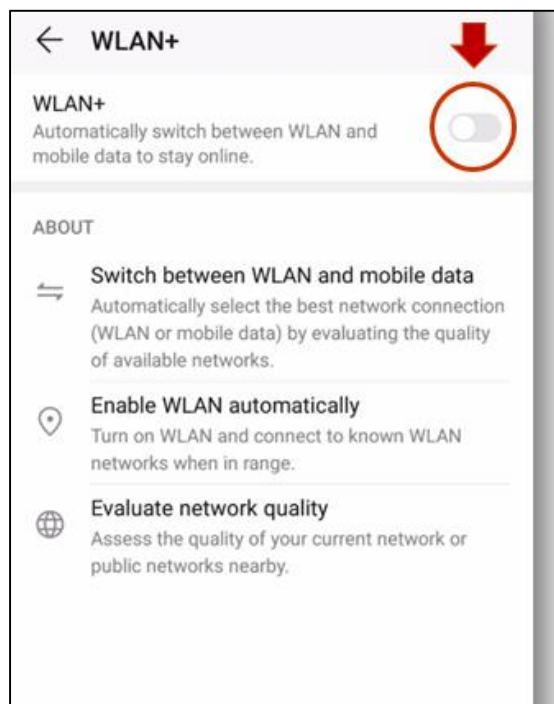 WLAN+
WLAN+
Automatically switch between WLAN and
mobile data to stay online.
ABOUT
Switch between WLAN and mobile data
Automatically select the best network connection
(WLAN or mobile data) by evaluating the quality
of available networks.
Enable WLAN automatically
Turn on WLAN and connect to known WLAN
networks when in range.
Evaluate network quality
Assess the quality of your current network or
public networks nearby.